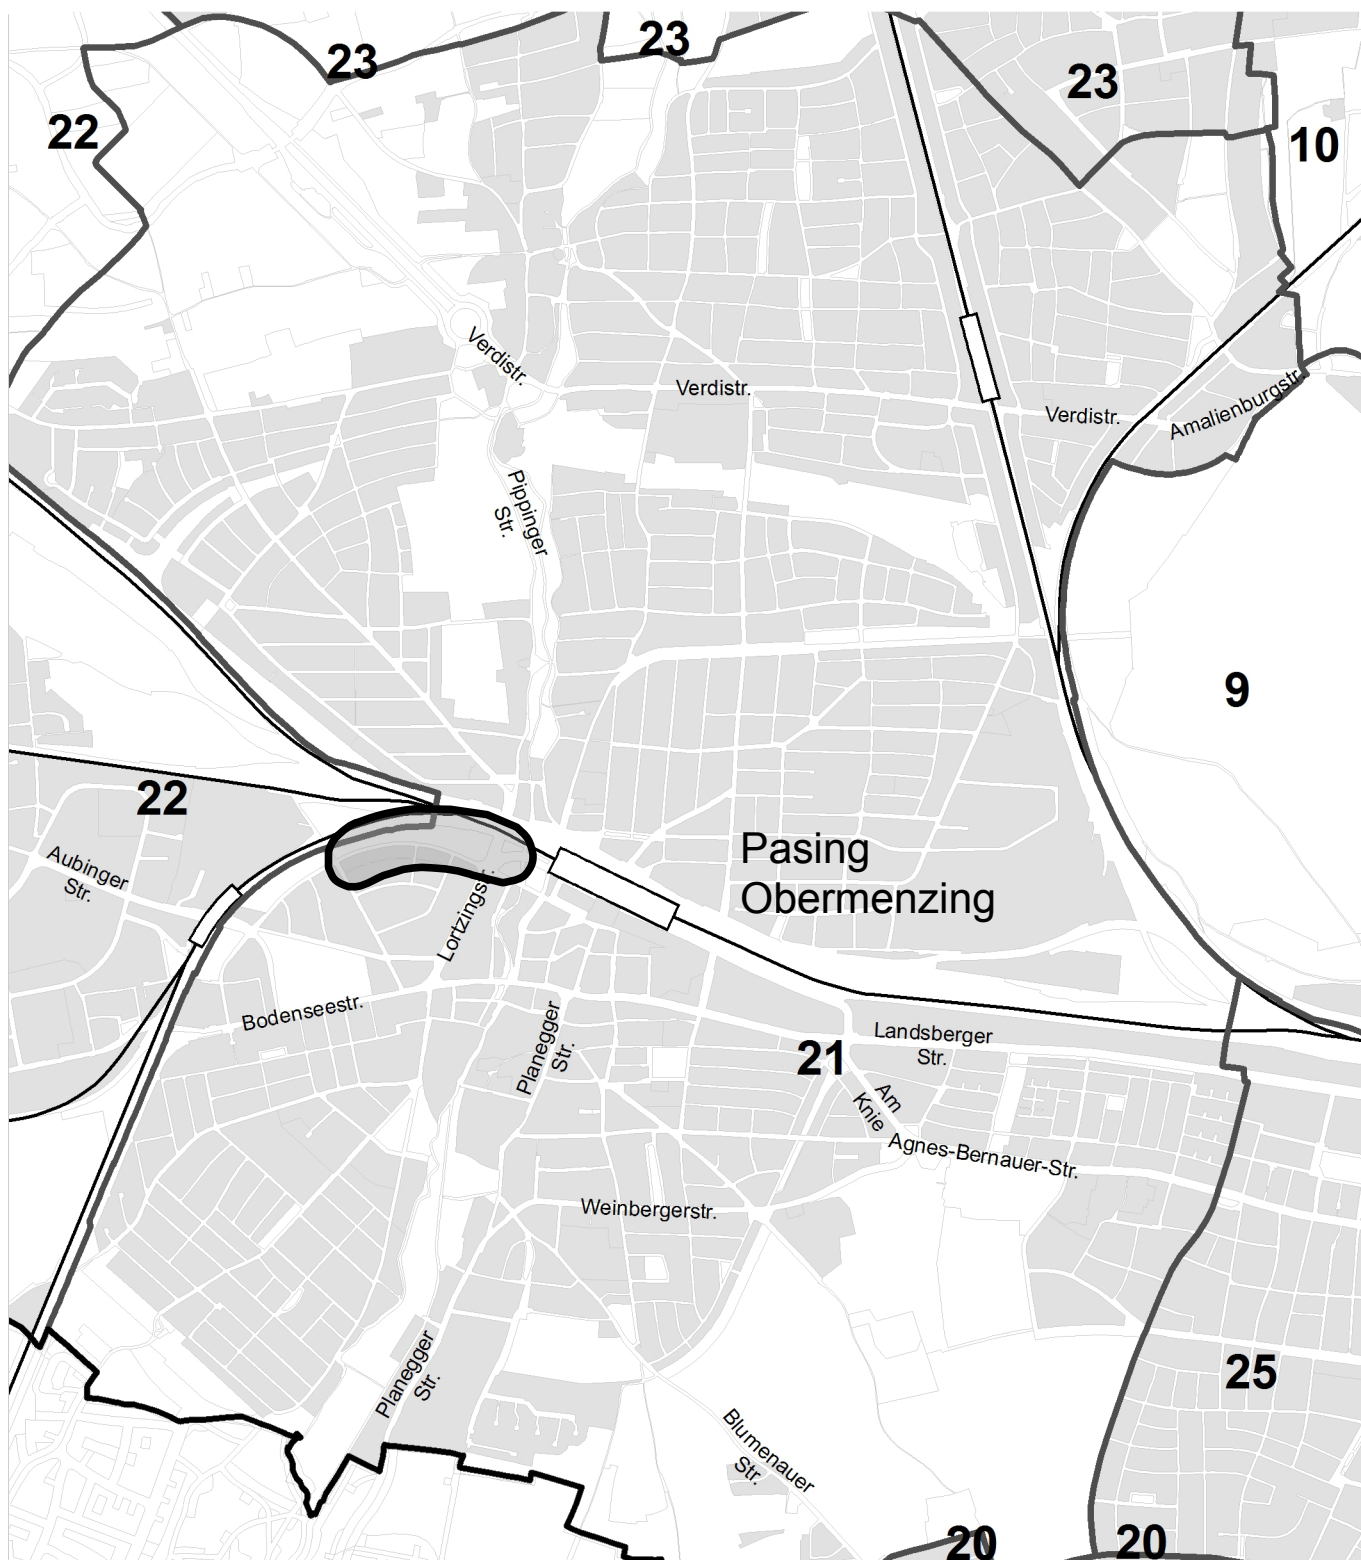 23
23
23
22
10
Verdistr.
Verdistr.
Verdistr.
Amalienburgstr.
Pippinger
Str.
9
22
Aubinger
Str.
Pasing
Obermenzing
Lortzingstr.
Bodenseestr.
Planegger
Str.
Landsberger
Str.
21
Am
Knie
Agnes-Bernauer-Str.
Weinbergerstr.
Planegger
Str.
25
Blumenauer
Str.
20
20